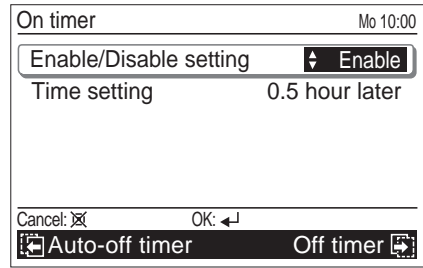 On timer Mo 10:00
Enable/Disable setting Enable
Time setting 0.5 hour later
Cancel: OK:
Auto-off timer Off timer